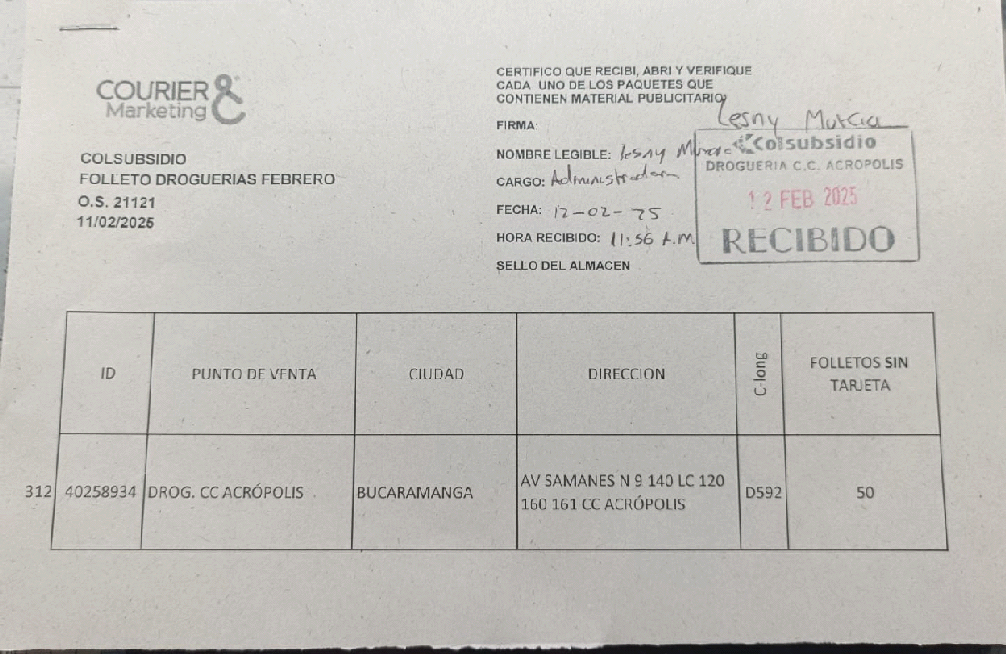 COURIER &
Marketing
COLSUBSIDIO
FOLLETO DROGUERIAS FEBRERO
O.S. 21121
11/02/2025
CERTIFICO QUE RECIBI, ABRI Y VERIFIQUE
CADA UNO DE LOS PAQUETES QUE
CONTIENEN MATERIAL PUBLICITARIO
FIRMA: Lesny Murcia
NOMBRE LEGIBLE: Lesny
CARGO: Administradora
FECHA: 12-02-25
HORA RECIBIDO: 11:56 A.M
SELLO DEL ALMACEN
Colsubsidio
DROGUERIA C.C. ACROPOLIS
12 FEB 2025
RECIBIDO
ID PUNTO DE VENTA CIUDAD DIRECCION C-long FOLLETOS SIN
TARJETA
312 40258934 DROG. CC ACRÓPOLIS BUCARAMANGA AV SAMANES N 9 140 LC 120
160 161 CC ACRÓPOLIS D592 50